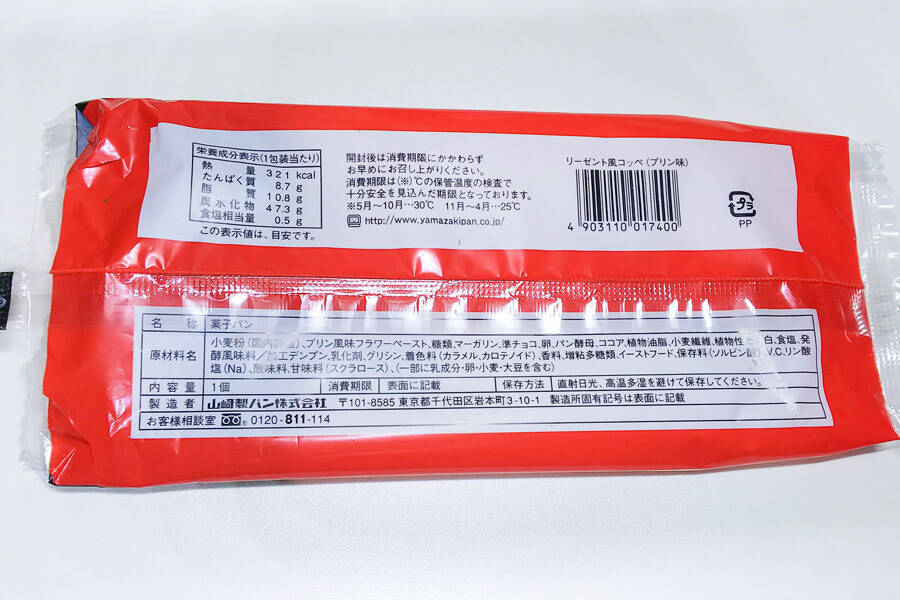 栄養成分表示(1包装当たり)
熱量 321 kcal
たんぱく質 8.7 g
脂質 10.8 g
炭水化物 47.3 g
食塩相当量 0.5 g
この表示値は、目安です。
開封後は消費期限にかかわらず
お早めにお召し上がりください。
消費期限は(※)℃の保管温度の検査で
十分安全を見込んだ期限となっております。
※5月〜10月…30℃ 11月〜4月…25℃
http://www.yamazakipan.co.jp/
リーゼント風コッペ(プリン味)
4 903110 017400
プラ
PP
名称 菓子パン
原材料名 小麦粉(国内製造)、プリン風味フラワーペースト、糖類、マーガリン、準チョコ、卵、パン酵母、ココア、植物油脂、小麦繊維、植物性たん白、食塩、発
酵風味料/加工デンプン、乳化剤、グリシン、着色料(カラメル、カロテノイド)、香料、増粘多糖類、イーストフード、保存料(ソルビン酸)、V.C、リン酸
塩(Na)、酸味料、甘味料(スクラロース)、(一部に乳成分・卵・小麦・大豆を含む)
内容量 1個 消費期限 表面に記載 保存方法 直射日光、高温多湿を避けて保存してください。
製造者 山崎製パン株式会社 〒101-8585 東京都千代田区岩本町3-10-1 製造所固有記号は表面に記載
お客様相談室 0120-811-114